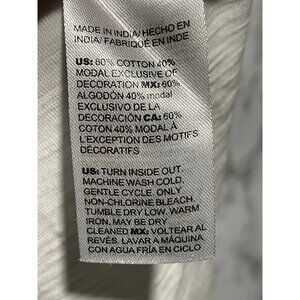 MADE IN INDIA/ HECHO EN
INDIA/ FABRIQUÉ EN INDE
US: 60% COTTON 40%
MODAL EXCLUSIVE OF
DECORATION MX: 60%
ALGODÓN 40% modal
EXCLUSIVO DE LA
DECORACIÓN CA: 60%
COTON 40% MODAL À
L'EXCEPTION DES MOTIFS
DÉCORATIFS
US: TURN INSIDE OUT.
MACHINE WASH COLD.
GENTLE CYCLE. ONLY
NON-CHLORINE BLEACH.
TUMBLE DRY LOW. WARM
IRON. MAY BE DRY
CLEANED MX: VOLTEAR AL
REVÉS. LAVAR A MÁQUINA
CON AGUA FRÍA EN CICLO